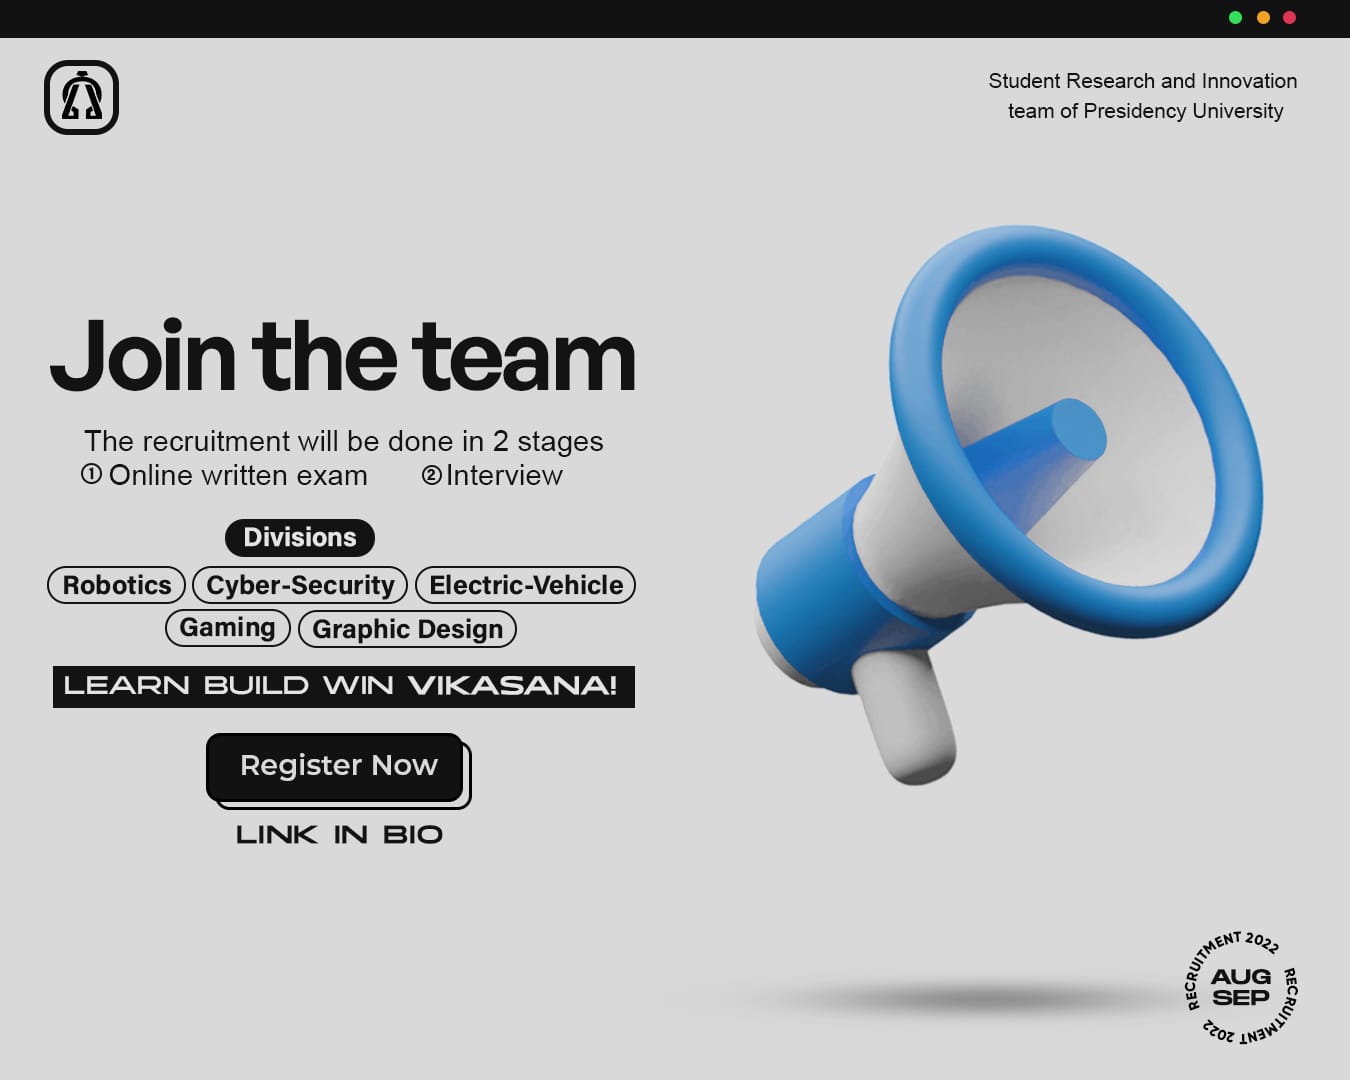 Student Research and Innovation
team of Presidency University
Join the team
The recruitment will be done in 2 stages
① Online written exam ② Interview
Divisions
Robotics Cyber-Security Electric-Vehicle
Gaming Graphic Design
LEARN BUILD WIN VIKASANA!
Register Now
LINK IN BIO
RECRUITMENT 2022
RECRUITMENT 2022
AUG
SEP